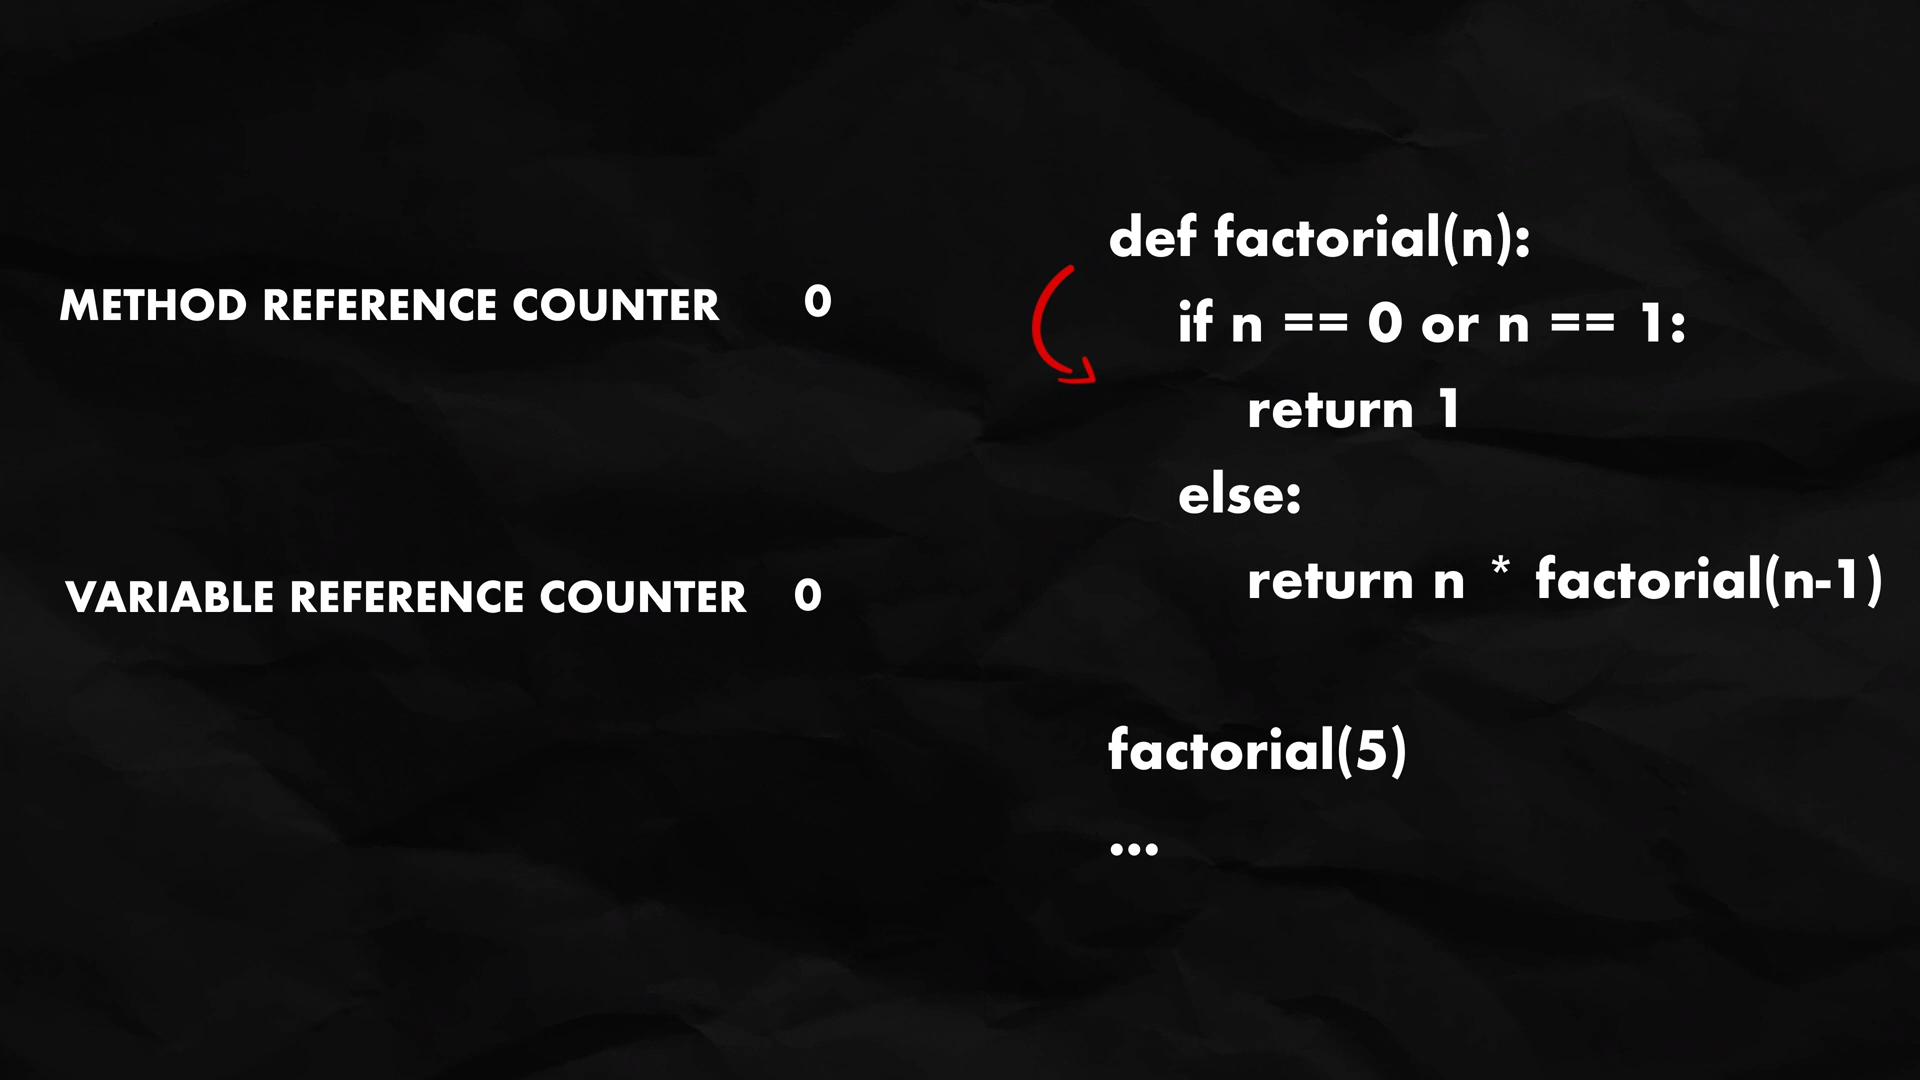 METHOD REFERENCE COUNTER 0
VARIABLE REFERENCE COUNTER 0
def factorial(n):
if n == 0 or n == 1:
return 1
else:
return n * factorial(n-1)
factorial(5)
...